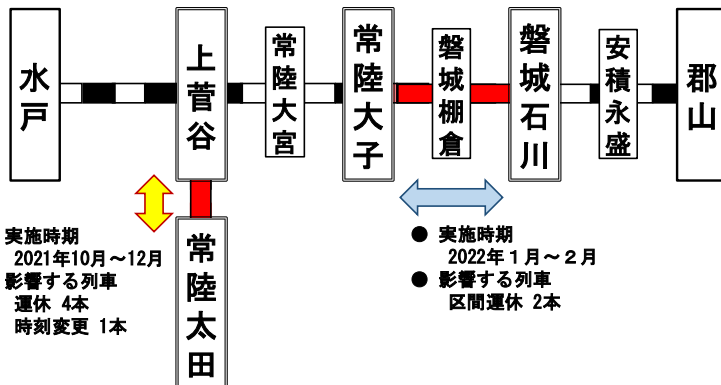 水戸
上菅谷
常陸大宮
常陸大子
磐城棚倉
磐城石川
安積永盛
郡山
常陸太田
実施時期
2021年10月~12月
影響する列車
運休 4本
時刻変更 1本
● 実施時期
2022年1月~2月
● 影響する列車
区間運休 2本